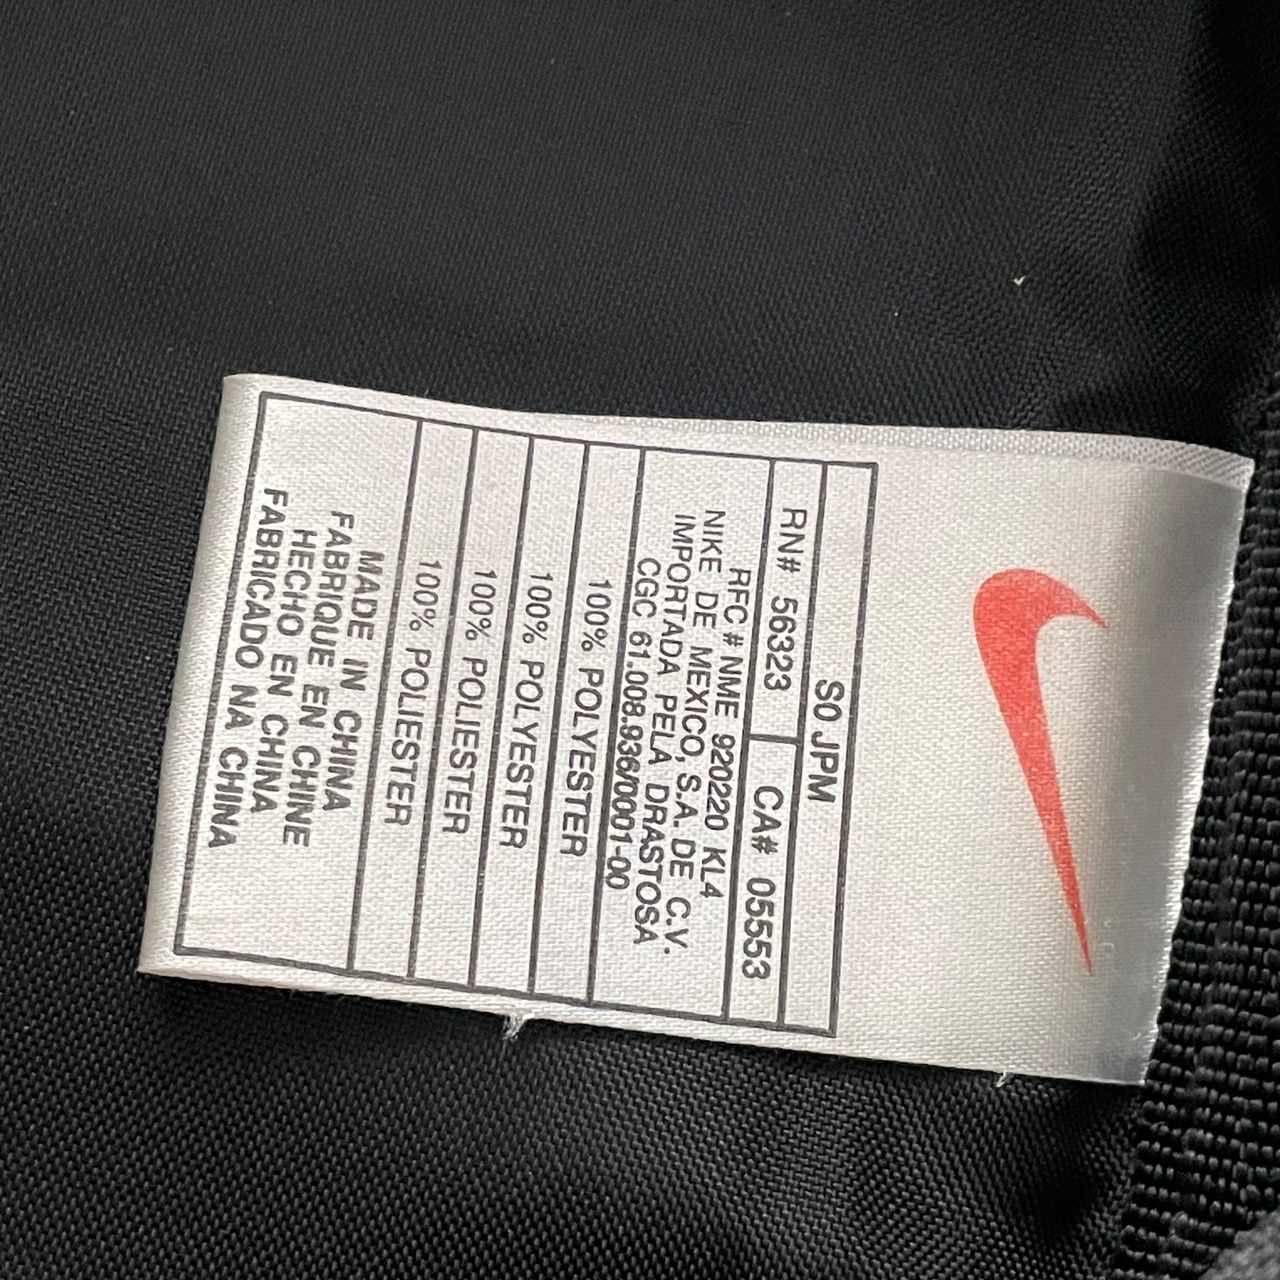 S0 JPM
RN# 56323 CA# 05553
RFC # NME 920220 KL4
NIKE DE MEXICO, S.A. DE C.V.
IMPORTADA PELA DRASTOSA
CGC 61.008.936/0001-00
100% POLYESTER
100% POLYESTER
100% POLIESTER
100% POLIESTER
MADE IN CHINA
FABRIQUE EN CHINE
HECHO EN CHINA
FABRICADO NA CHINA